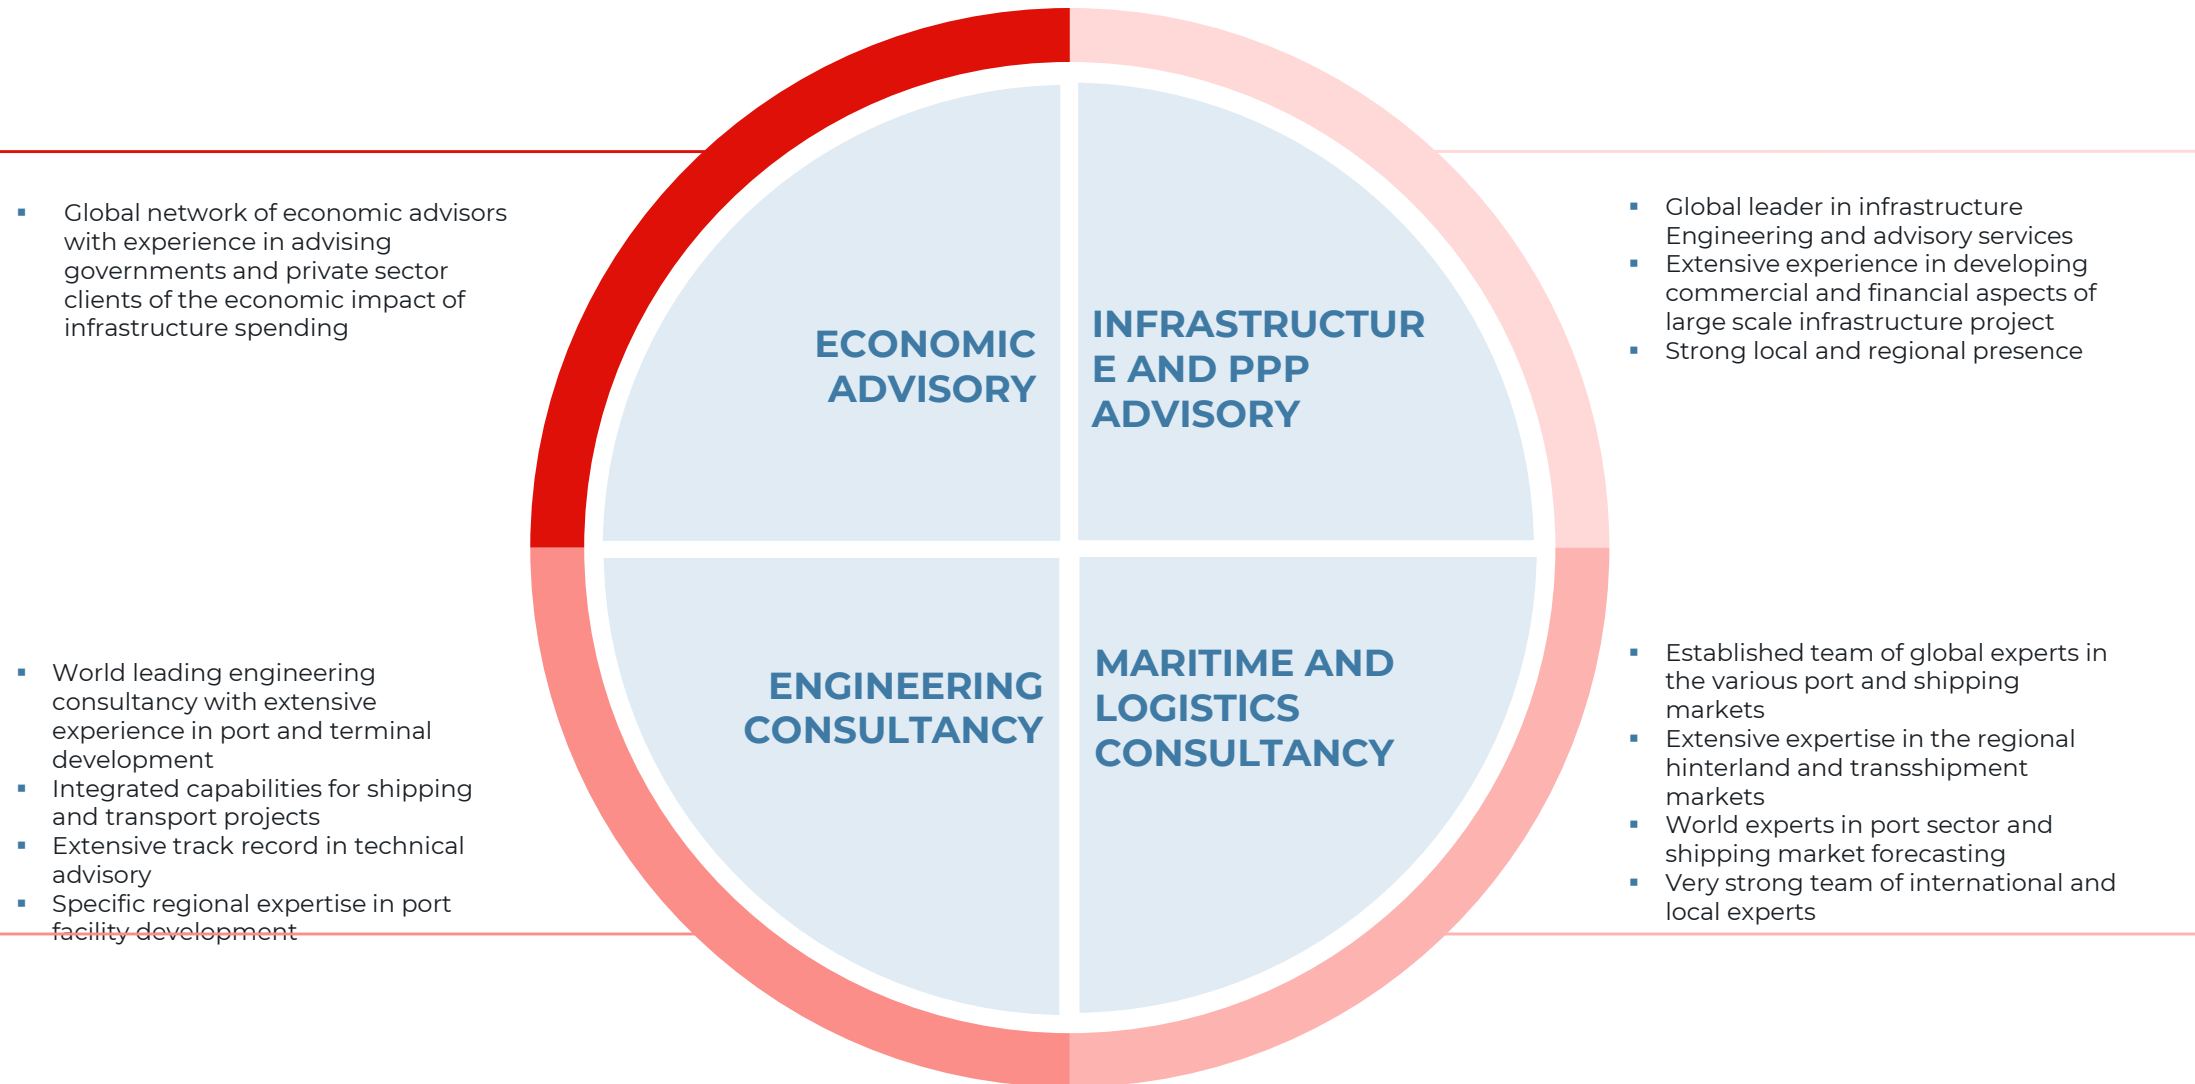 ▪ Global network of economic advisors
with experience in advising
governments and private sector
clients of the economic impact of
infrastructure spending
ECONOMIC
ADVISORY
INFRASTRUCTUR
E AND PPP
ADVISORY
▪ Global leader in infrastructure
Engineering and advisory services
▪ Extensive experience in developing
commercial and financial aspects of
large scale infrastructure project
▪ Strong local and regional presence
▪ World leading engineering
consultancy with extensive
experience in port and terminal
development
▪ Integrated capabilities for shipping
and transport projects
▪ Extensive track record in technical
advisory
▪ Specific regional expertise in port
facility development
ENGINEERING
CONSULTANCY
MARITIME AND
LOGISTICS
CONSULTANCY
▪ Established team of global experts in
the various port and shipping
markets
▪ Extensive expertise in the regional
hinterland and transshipment
markets
▪ World experts in port sector and
shipping market forecasting
▪ Very strong team of international and
local experts